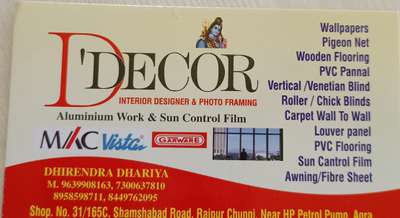 D'DECOR
INTERIOR DESIGNER & PHOTO FRAMING
Aluminium Work & Sun Control Film
MAC Vista GARWARE
DHIRENDRA DHARIYA
M. 9639908163, 7300637810
8958598711, 8449762095
Wallpapers
Pigeon Net
Wooden Flooring
PVC Pannal
Vertical /Venetian Blind
Roller / Chick Blinds
Carpet Wall To Wall
Louver panel
PVC Flooring
Sun Cantrol Film
Awning/Fibre Sheet
Shop. No. 31/165C, Shamshabad Road, Rajpur Chungi, Near HP Petrol Pump, Agra